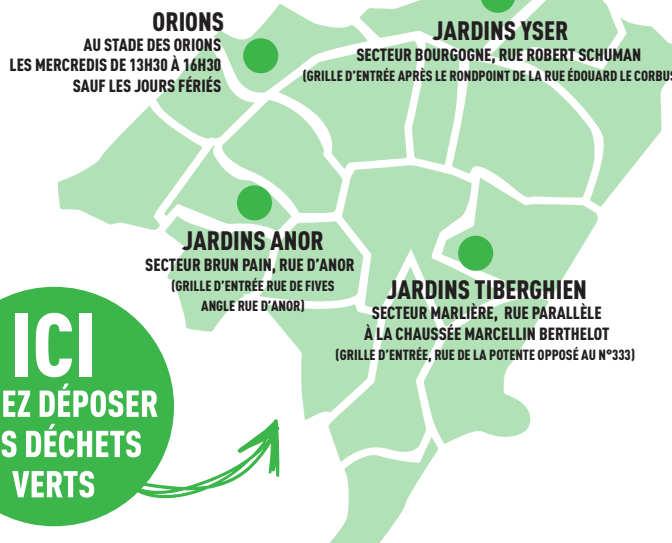 ORIONS
AU STADE DES ORIONS
LES MERCREDIS DE 13H30 À 16H30
SAUF LES JOURS FÉRIÉS
JARDINS YSER
SECTEUR BOURGOGNE, RUE ROBERT SCHUMAN
(GRILLE D'ENTRÉE APRÈS LE RONDPOINT DE LA RUE ÉDOUARD LE CORBUS
JARDINS ANOR
SECTEUR BRUN PAIN, RUE D'ANOR
(GRILLE D'ENTRÉE RUE DE FIVES
ANGLE RUE D'ANOR)
JARDINS TIBERGHIEN
SECTEUR MARLIÈRE, RUE PARALLÈLE
À LA CHAUSSÉE MARCELLIN BERTHELOT
(GRILLE D'ENTRÉE, RUE DE LA POTENTE OPPOSÉ AU N°333)
ICI
EZ DÉPOSER
S DÉCHETS
VERTS